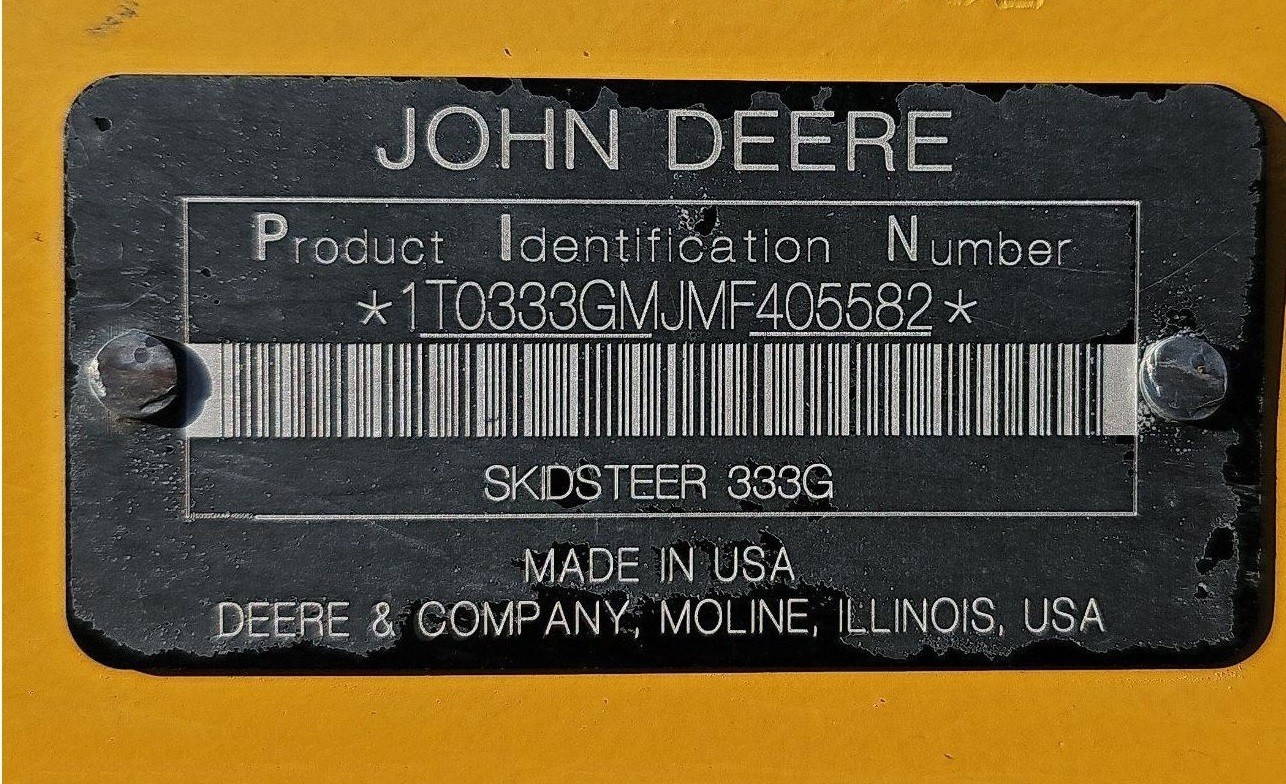 JOHN DEERE
Product Identification Number
*1T0333GMJMF405582*
SKIDSTEER 333G
MADE IN USA
DEERE & COMPANY, MOLINE, ILLINOIS, USA